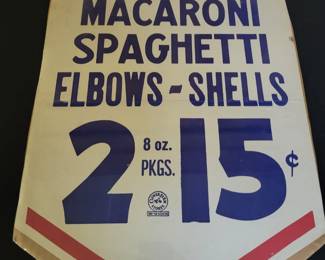 MACARONI
SPAGHETTI
ELBOWS - SHELLS
2 8 oz. PKGS. 15¢